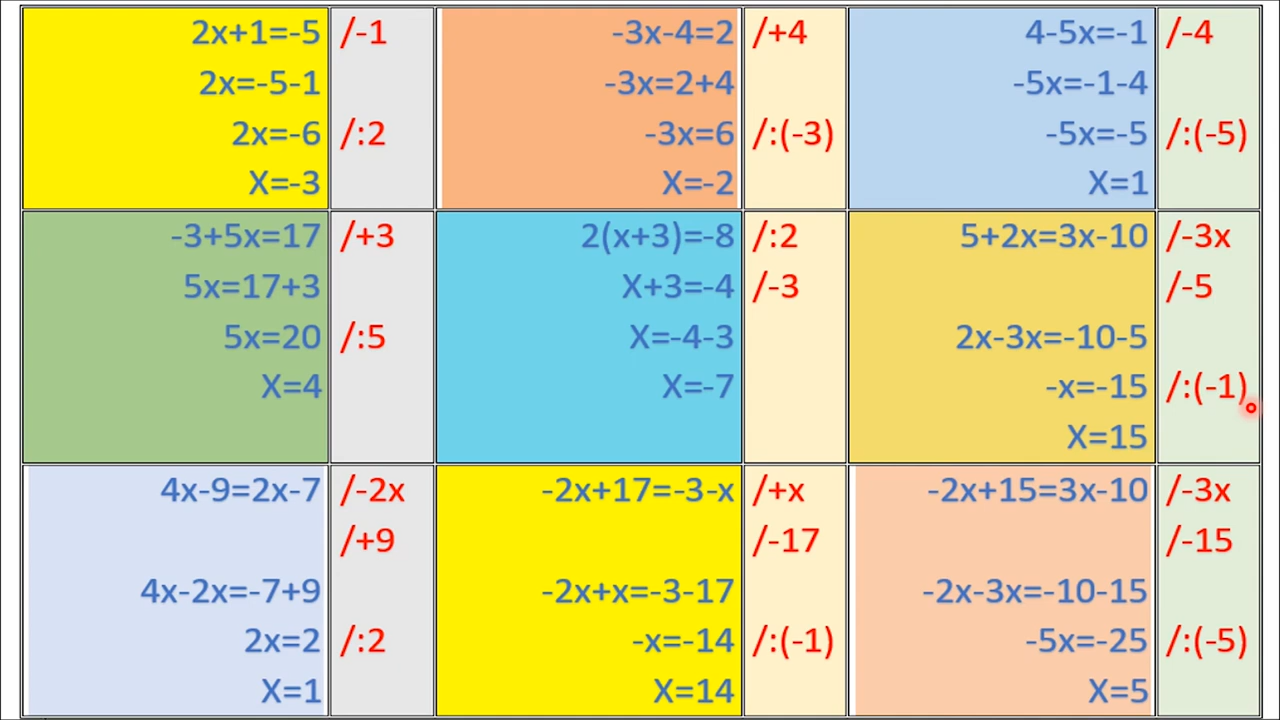 2x+1=-5 /-1
2x=-5-1
2x=-6 /:2
X=-3
-3x-4=2 /+4
-3x=2+4
-3x=6 /:(-3)
X=-2
4-5x=-1 /-4
-5x=-1-4
-5x=-5 /:(-5)
X=1
-3+5x=17 /+3
5x=17+3
5x=20 /:5
X=4
2(x+3)=-8 /:2
X+3=-4 /-3
X=-4-3
X=-7
5+2x=3x-10 /-3x
/-5
2x-3x=-10-5
-x=-15 /:(-1)
X=15
4x-9=2x-7 /-2x
/+9
4x-2x=-7+9
2x=2 /:2
X=1
-2x+17=-3-x /+x
/-17
-2x+x=-3-17
-x=-14 /:(-1)
X=14
-2x+15=3x-10 /-3x
/-15
-2x-3x=-10-15
-5x=-25 /:(-5)
X=5